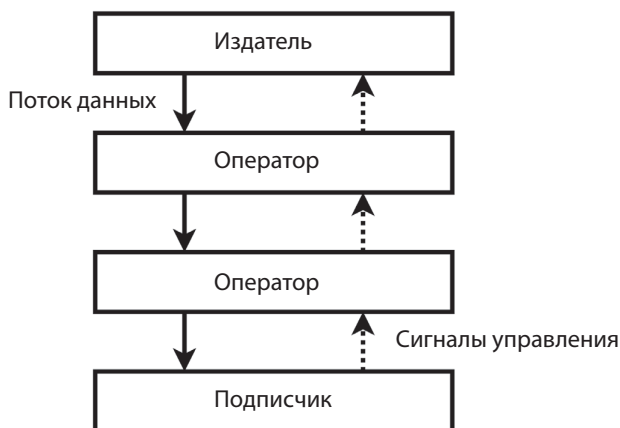 Издатель
Поток данных
Оператор
Оператор
Сигналы управления
Подписчик